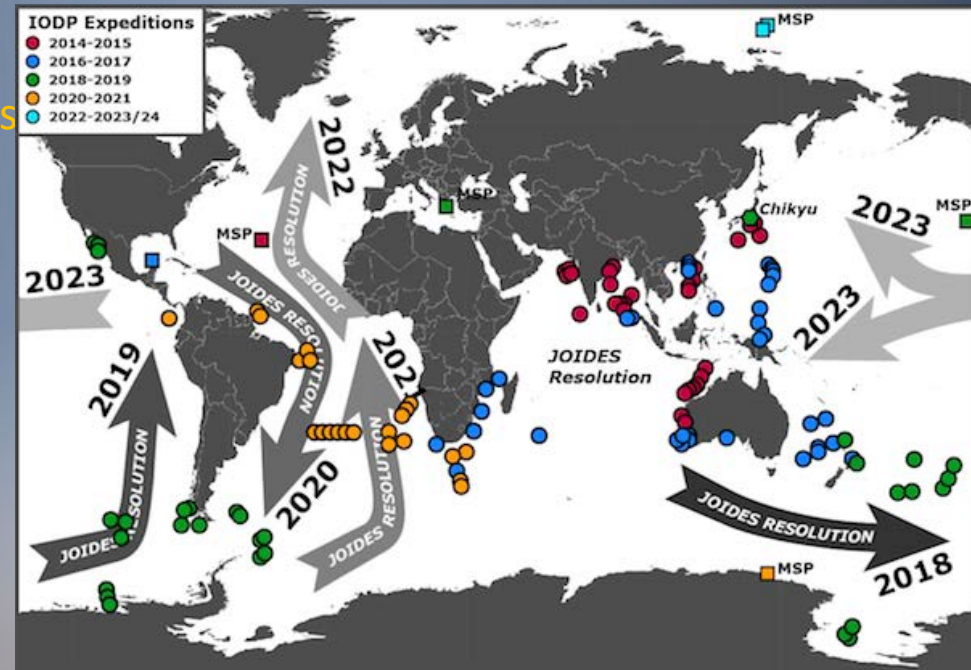 IODP Expeditions
2014-2015
2016-2017
2018-2019
2020-2021
2022-2023/24
s
MSP
2022
MSP
MSP
Chikyu
2023
MSP
2023
2023
JOIDES RESOLUTION
JOIDES RESOLUTION
JOIDES
Resolution
2019
2021
JOIDES RESOLUTION
2020
JOIDES RESOLUTION
JOIDES RESOLUTION
2018
MSP